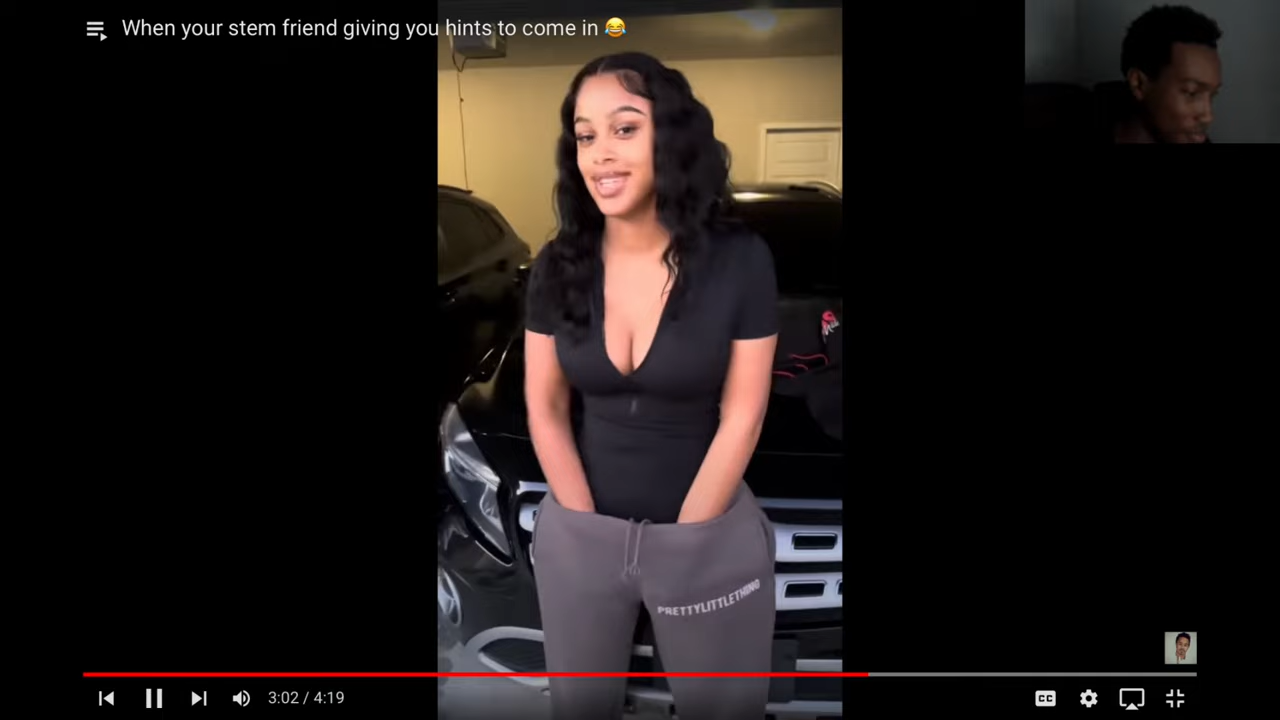 When your stem friend giving you hints to come in 😂
PRETTYLITTLETHING
3:02 / 4:19
CC